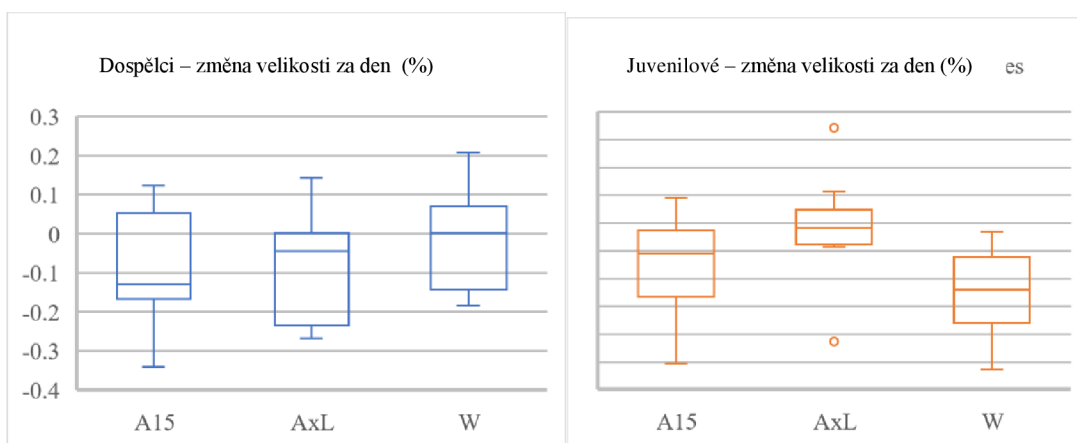 Dospělci – změna velikosti za den (%)
0.3
0.2
0.1
0
-0.1
-0.2
-0.3
-0.4
A15 AxL W
Juvenilové – změna velikosti za den (%) es
A15 AxL W